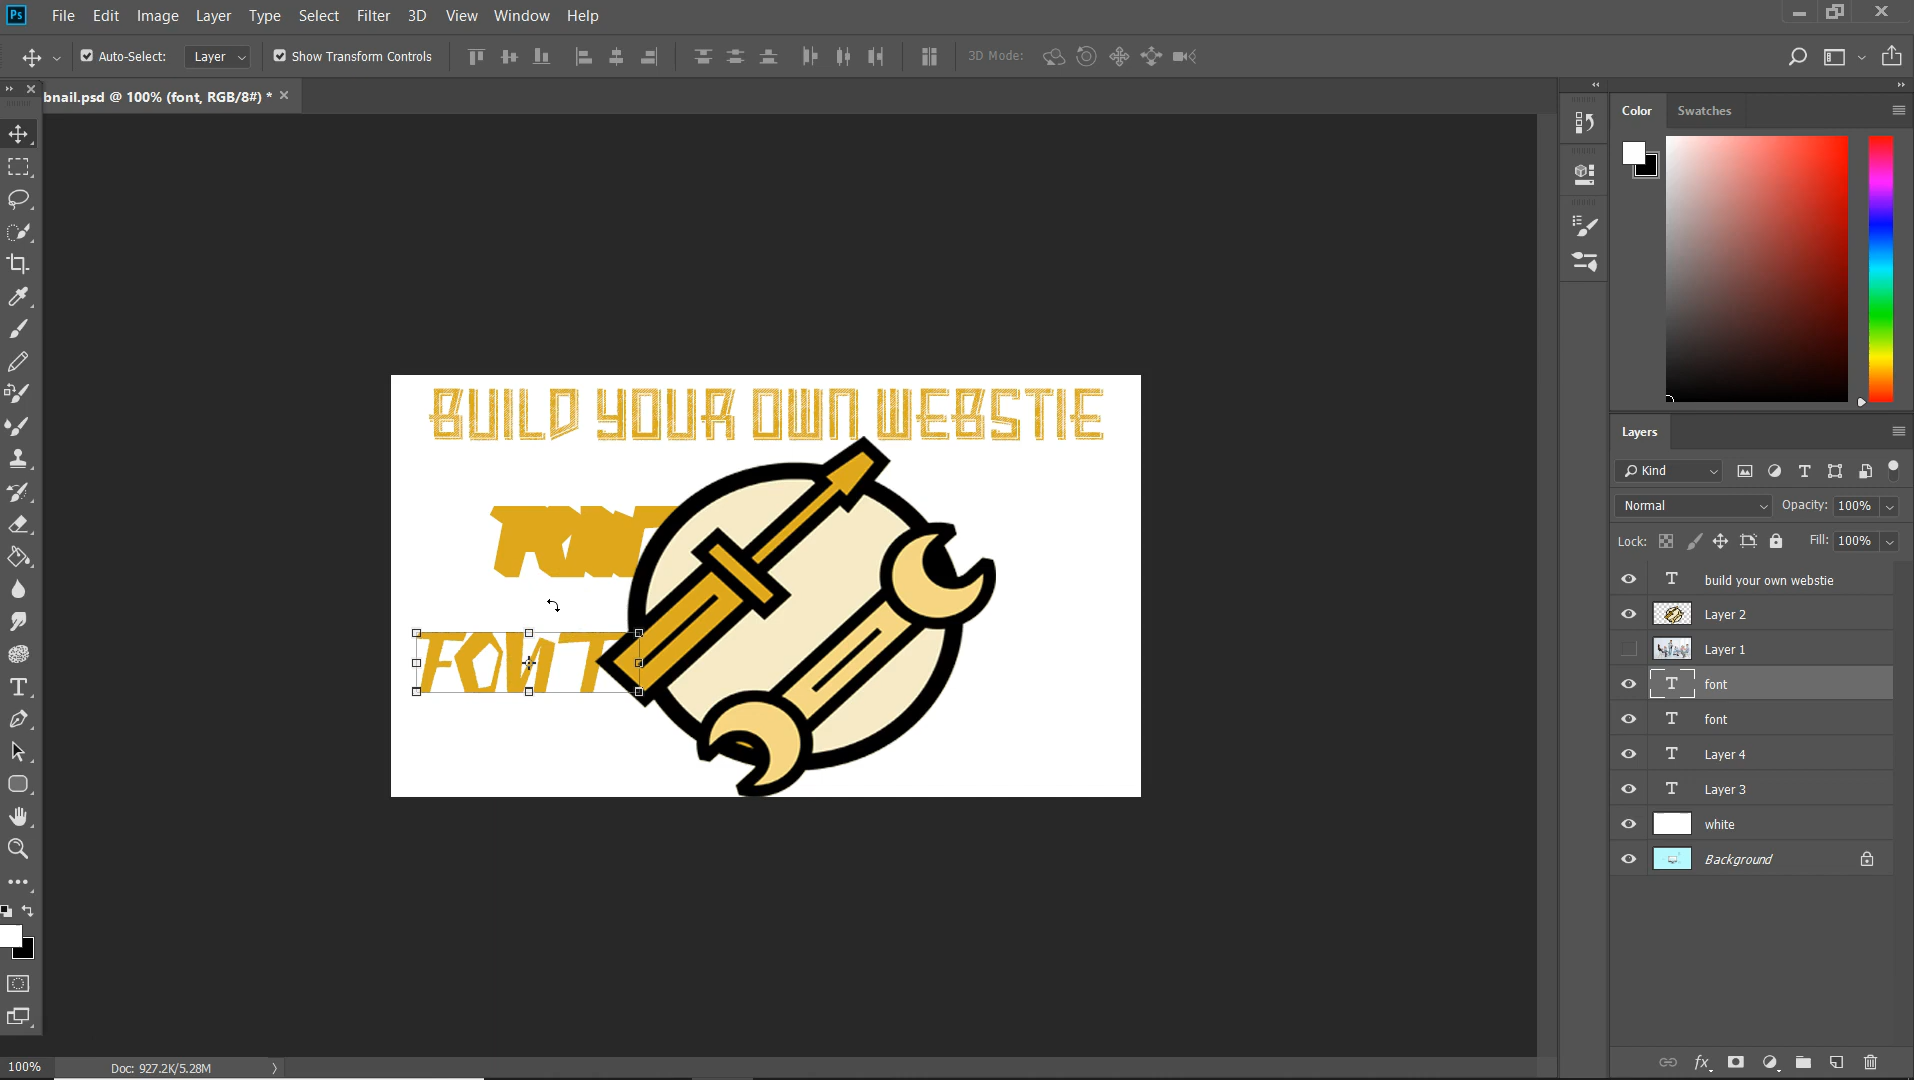 Ps File Edit Image Layer Type Select Filter 3D View Window Help
Auto-Select: Layer Show Transform Controls 3D Mode:
bnail.psd @ 100% (font, RGB/8#) *
Color Swatches
BUILD YOUR OWN WEBSTIE
FONT
FONT
Layers
Kind
Normal Opacity: 100%
Lock: Fill: 100%
T build your own webstie
Layer 2
Layer 1
T font
T font
T Layer 4
T Layer 3
white
Background
fx
100% Doc: 927.2K/5.28M